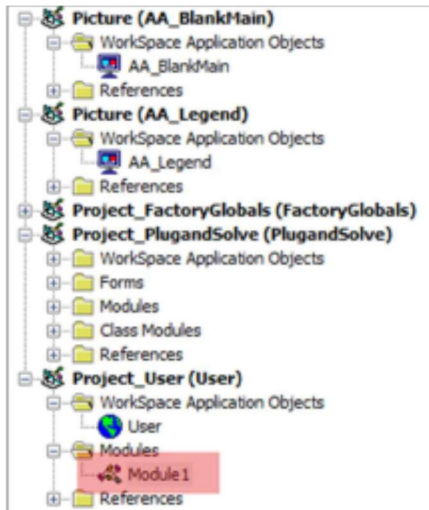 Picture (AA_BlankMain)
WorkSpace Application Objects
AA_BlankMain
References
Picture (AA_Legend)
WorkSpace Application Objects
AA_Legend
References
Project_FactoryGlobals (FactoryGlobals)
Project_PlugandSolve (PlugandSolve)
WorkSpace Application Objects
Forms
Modules
Class Modules
References
Project_User (User)
WorkSpace Application Objects
User
Modules
Module1
References